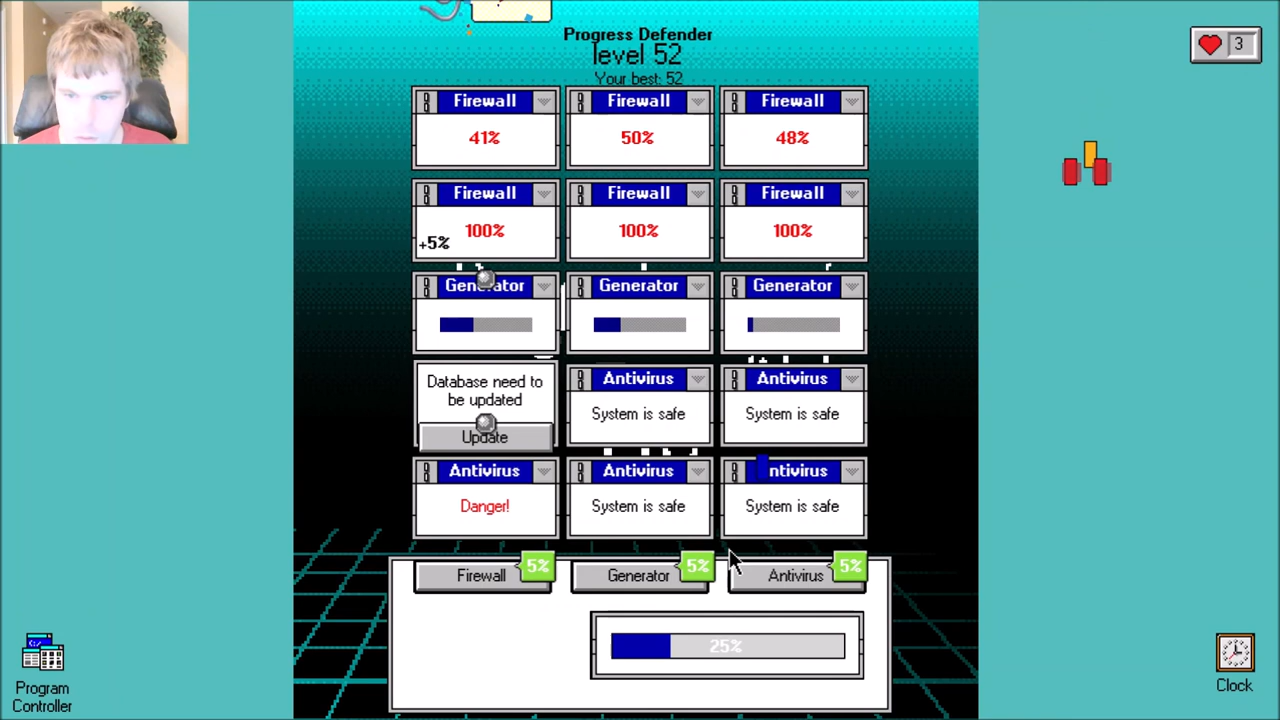 Progress Defender
level 52
Your best: 52
3
Firewall
Firewall
Firewall
41%
50%
48%
Firewall
Firewall
Firewall
+5%
100%
100%
100%
Generator
Generator
Generator
Database need to
be updated
Update
Antivirus
System is safe
Antivirus
System is safe
Antivirus
Danger!
Antivirus
System is safe
ntivirus
System is safe
Firewall
5%
Generator
5%
Antivirus
5%
25%
Program
Controller
Clock